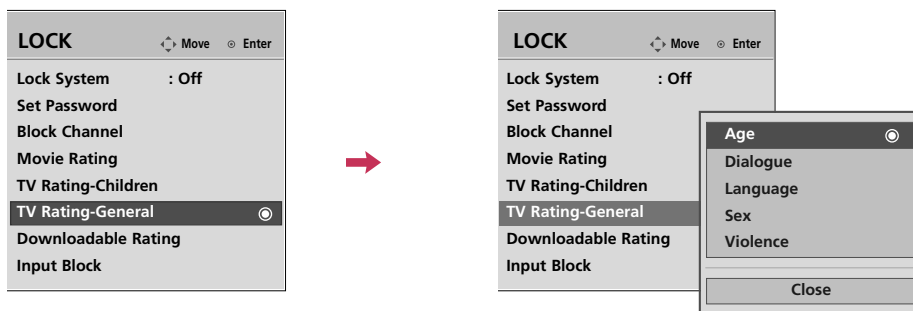 LOCK Move Enter
Lock System : Off
Set Password
Block Channel
Movie Rating
TV Rating-Children
TV Rating-General
Downloadable Rating
Input Block
LOCK Move Enter
Lock System : Off
Set Password
Block Channel
Movie Rating
TV Rating-Children
TV Rating-General
Downloadable Rating
Input Block
Age
Dialogue
Language
Sex
Violence
Close